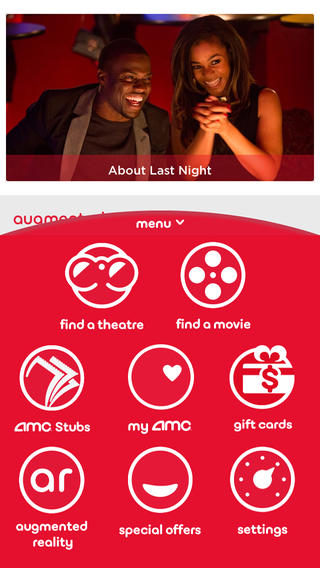 About Last Night
augmented
menu
find a theatre
find a movie
$
AMC Stubs
my AMC
gift cards
ar
augmented
reality
special offers
settings